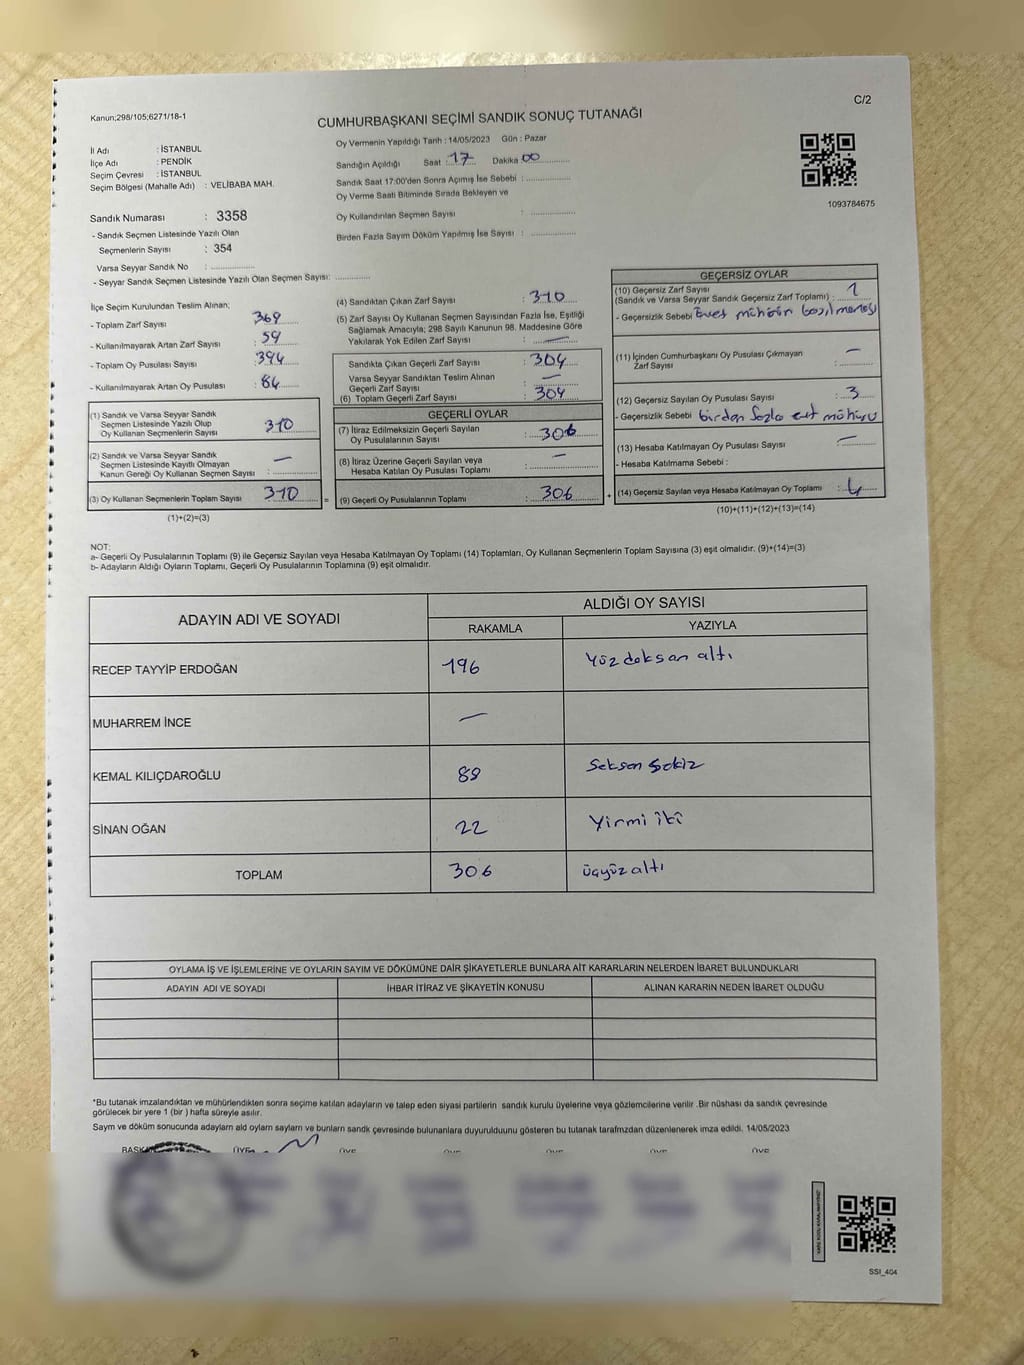 C/2
Kanun;298/105;6271/18-1
CUMHURBAŞKANI SEÇİMİ SANDIK SONUÇ TUTANAĞI
İl Adı : İSTANBUL
İlçe Adı : PENDİK
Seçim Çevresi : İSTANBUL
Seçim Bölgesi (Mahalle Adı) : VELİBABA MAH.
Sandık Numarası : 3358
- Sandık Seçmen Listesinde Yazılı Olan
Seçmenlerin Sayısı : 354
Varsa Seyyar Sandık No :
- Seyyar Sandık Seçmen Listesinde Yazılı Olan Seçmen Sayısı:
Oy Vermenin Yapıldığı Tarih : 14/05/2023 Gün : Pazar
Sandığın Açıldığı Saat : 17 Dakika 00
Sandık Saat 17:00'den Sonra Açımış İse Sebebi :
Oy Verme Saati Bitiminde Sırada Bekleyen ve
Oy Kullandırılan Seçmen Sayısı :
Birden Fazla Sayım Döküm Yapılmış İse Sayısı :
1093784675
İlçe Seçim Kurulundan Teslim Alınan;
- Toplam Zarf Sayısı : 369
- Kullanılmayarak Artan Zarf Sayısı : 59
- Toplam Oy Pusulası : 394
- Kullanılmayarak Artan Oy Pusulası : 84
(1) Sandık ve Varsa Seyyar Sandık
Seçmen Listesinde Yazılı Olup
Oy Kullanan Seçmenlerin Sayısı 310
(2) Sandık ve Varsa Seyyar Sandık
Seçmen Listesinde Kayıtlı Olmayan
Kanun Gereği Oy Kullanan Seçmen Sayısı : —
(3) Oy Kullanan Seçmenlerin Toplam Sayısı 310
(1)+(2)=(3)
=
(4) Sandıktan Çıkan Zarf Sayısı : 310
(5) Zarf Sayısı Oy Kullanan Seçmen Sayısından Fazla İse, Eşitliği
Sağlamak Amacıyla; 298 Sayılı Kanunun 98. Maddesine Göre
Yakılarak Yok Edilen Zarf Sayısı : —
Sandıkta Çıkan Geçerli Zarf Sayısı : 304
Varsa Seyyar Sandıktan Teslim Alınan
Geçerli Zarf Sayısı : —
(6) Toplam Geçerli Zarf Sayısı : 304
GEÇERLİ OYLAR
(7) İtiraz Edilmeksizin Geçerli Sayılan
Oy Pusulalarının Sayısı : 306
(8) İtiraz Üzerine Geçerli Sayılan veya
Hesaba Katılan Oy Pusulası Toplamı : —
(9) Geçerli Oy Pusulalarının Toplamı : 306
+
GEÇERSİZ OYLAR
(10) Geçersiz Zarf Sayısı
(Sandık ve Varsa Seyyar Sandık Geçersiz Zarf Toplamı) : 1
- Geçersizlik Sebebi : Evet mührün basılmaması
(11) İçinden Cumhurbaşkanı Oy Pusulası Çıkmayan
Zarf Sayısı : —
(12) Geçersiz Sayılan Oy Pusulası Sayısı : 3
- Geçersizlik Sebebi birden fazla evt mühürü
(13) Hesaba Katılmayan Oy Pusulası Sayısı : —
- Hesaba Katılmama Sebebi :
(14) Geçersiz Sayılan veya Hesaba Katılmayan Oy Toplamı : 4
(10)+(11)+(12)+(13)=(14)
NOT:
a- Geçerli Oy Pusulalarının Toplamı (9) ile Geçersiz Sayılan veya Hesaba Katılmayan Oy Toplamı (14) Toplamları, Oy Kullanan Seçmenlerin Toplam Sayısına (3) eşit olmalıdır. (9)+(14)=(3)
b- Adayların Aldığı Oyların Toplamı, Geçerli Oy Pusulalarının Toplamına (9) eşit olmalıdır.
ADAYIN ADI VE SOYADI ALDIĞI OY SAYISI
RAKAMLA YAZIYLA
RECEP TAYYİP ERDOĞAN 196 Yüz doksan altı
MUHARREM İNCE —
KEMAL KILIÇDAROĞLU 88 Seksen Sekiz
SİNAN OĞAN 22 Yirmi iki
TOPLAM 306 üçyüz altı
OYLAMA İŞ VE İŞLEMLERİNE VE OYLARIN SAYIM VE DÖKÜMÜNE DAİR ŞİKAYETLERLE BUNLARA AİT KARARLARIN NELERDEN İBARET BULUNDUKLARI
ADAYIN ADI VE SOYADI İHBAR İTİRAZ VE ŞİKAYETİN KONUSU ALINAN KARARIN NEDEN İBARET OLDUĞU
*Bu tutanak imzalandıktan ve mühürlendikten sonra seçime katılan adayların ve talep eden siyasi partilerin sandık kurulu üyelerine veya gözlemcilerine verilir .Bir nüshası da sandık çevresinde
görülecek bir yere 1 (bir ) hafta süreyle asılır.
Sayım ve döküm sonucunda adayların aldı oyların sayların ve bunların sandk çevresinde bulunanlara duyurulduunu gösteren bu tutanak tarafmzdan düzenlenerek imza edildi. 14/05/2023
SSI_404